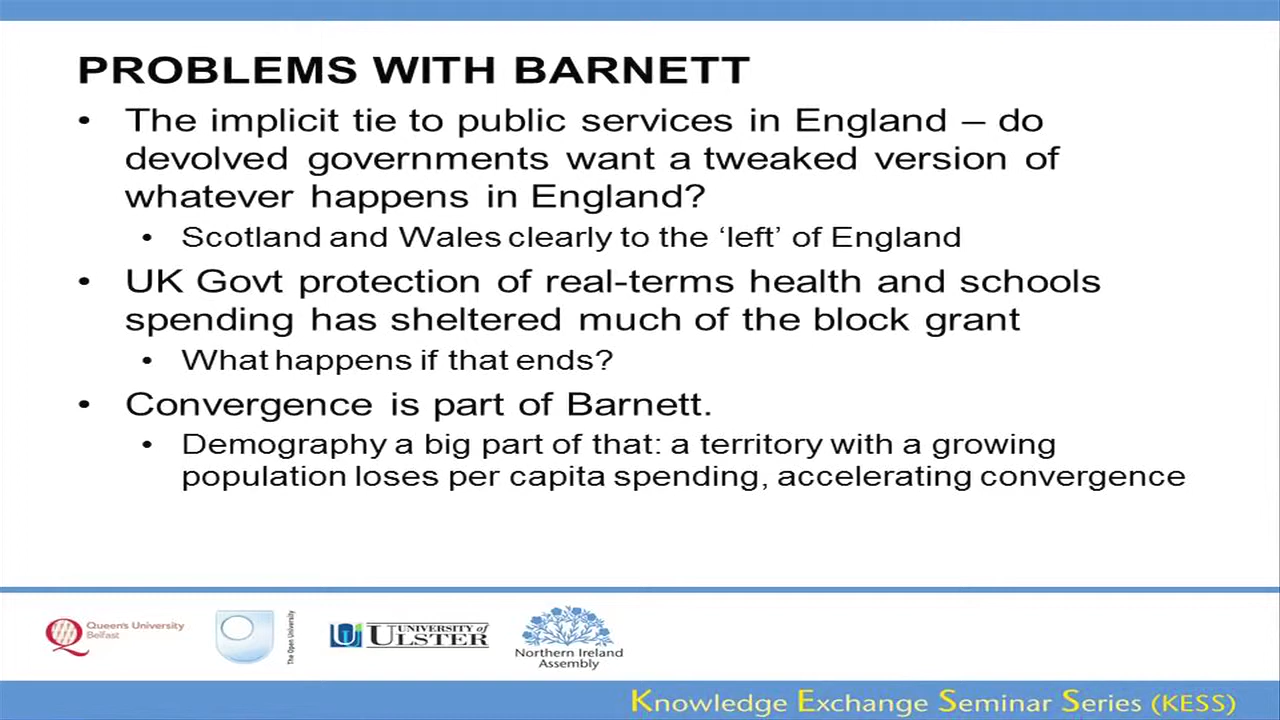 PROBLEMS WITH BARNETT
• The implicit tie to public services in England – do
devolved governments want a tweaked version of
whatever happens in England?
• Scotland and Wales clearly to the ‘left’ of England
• UK Govt protection of real-terms health and schools
spending has sheltered much of the block grant
• What happens if that ends?
• Convergence is part of Barnett.
• Demography a big part of that: a territory with a growing
population loses per capita spending, accelerating convergence
Queen's University
Belfast
The Open University
UNIVERSITY of
ULSTER
Northern Ireland
Assembly
Knowledge Exchange Seminar Series (KESS)